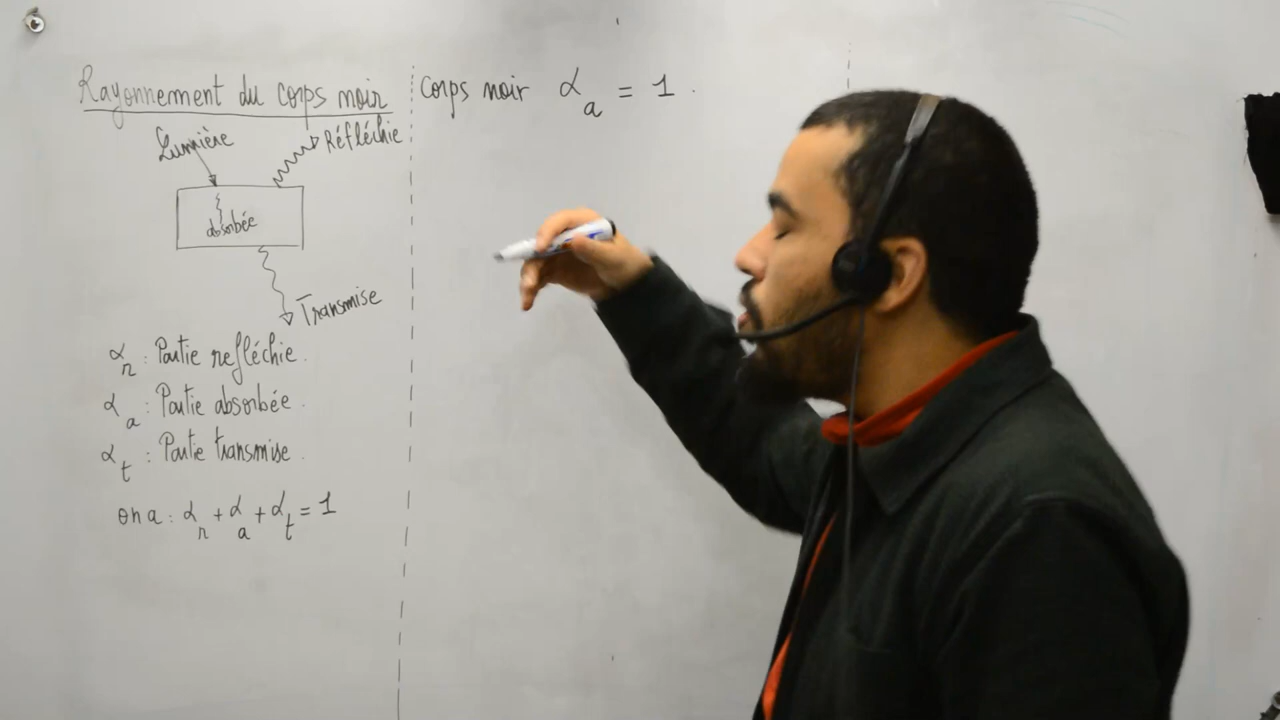 Rayonnement du corps noir
Lumière
Réfléchie
absorbée
Transmise
α_r : Partie refléchie.
α_a : Partie absorbée.
α_t : Partie transmise.
on a : α_r + α_a + α_t = 1
Corps noir α_a = 1.